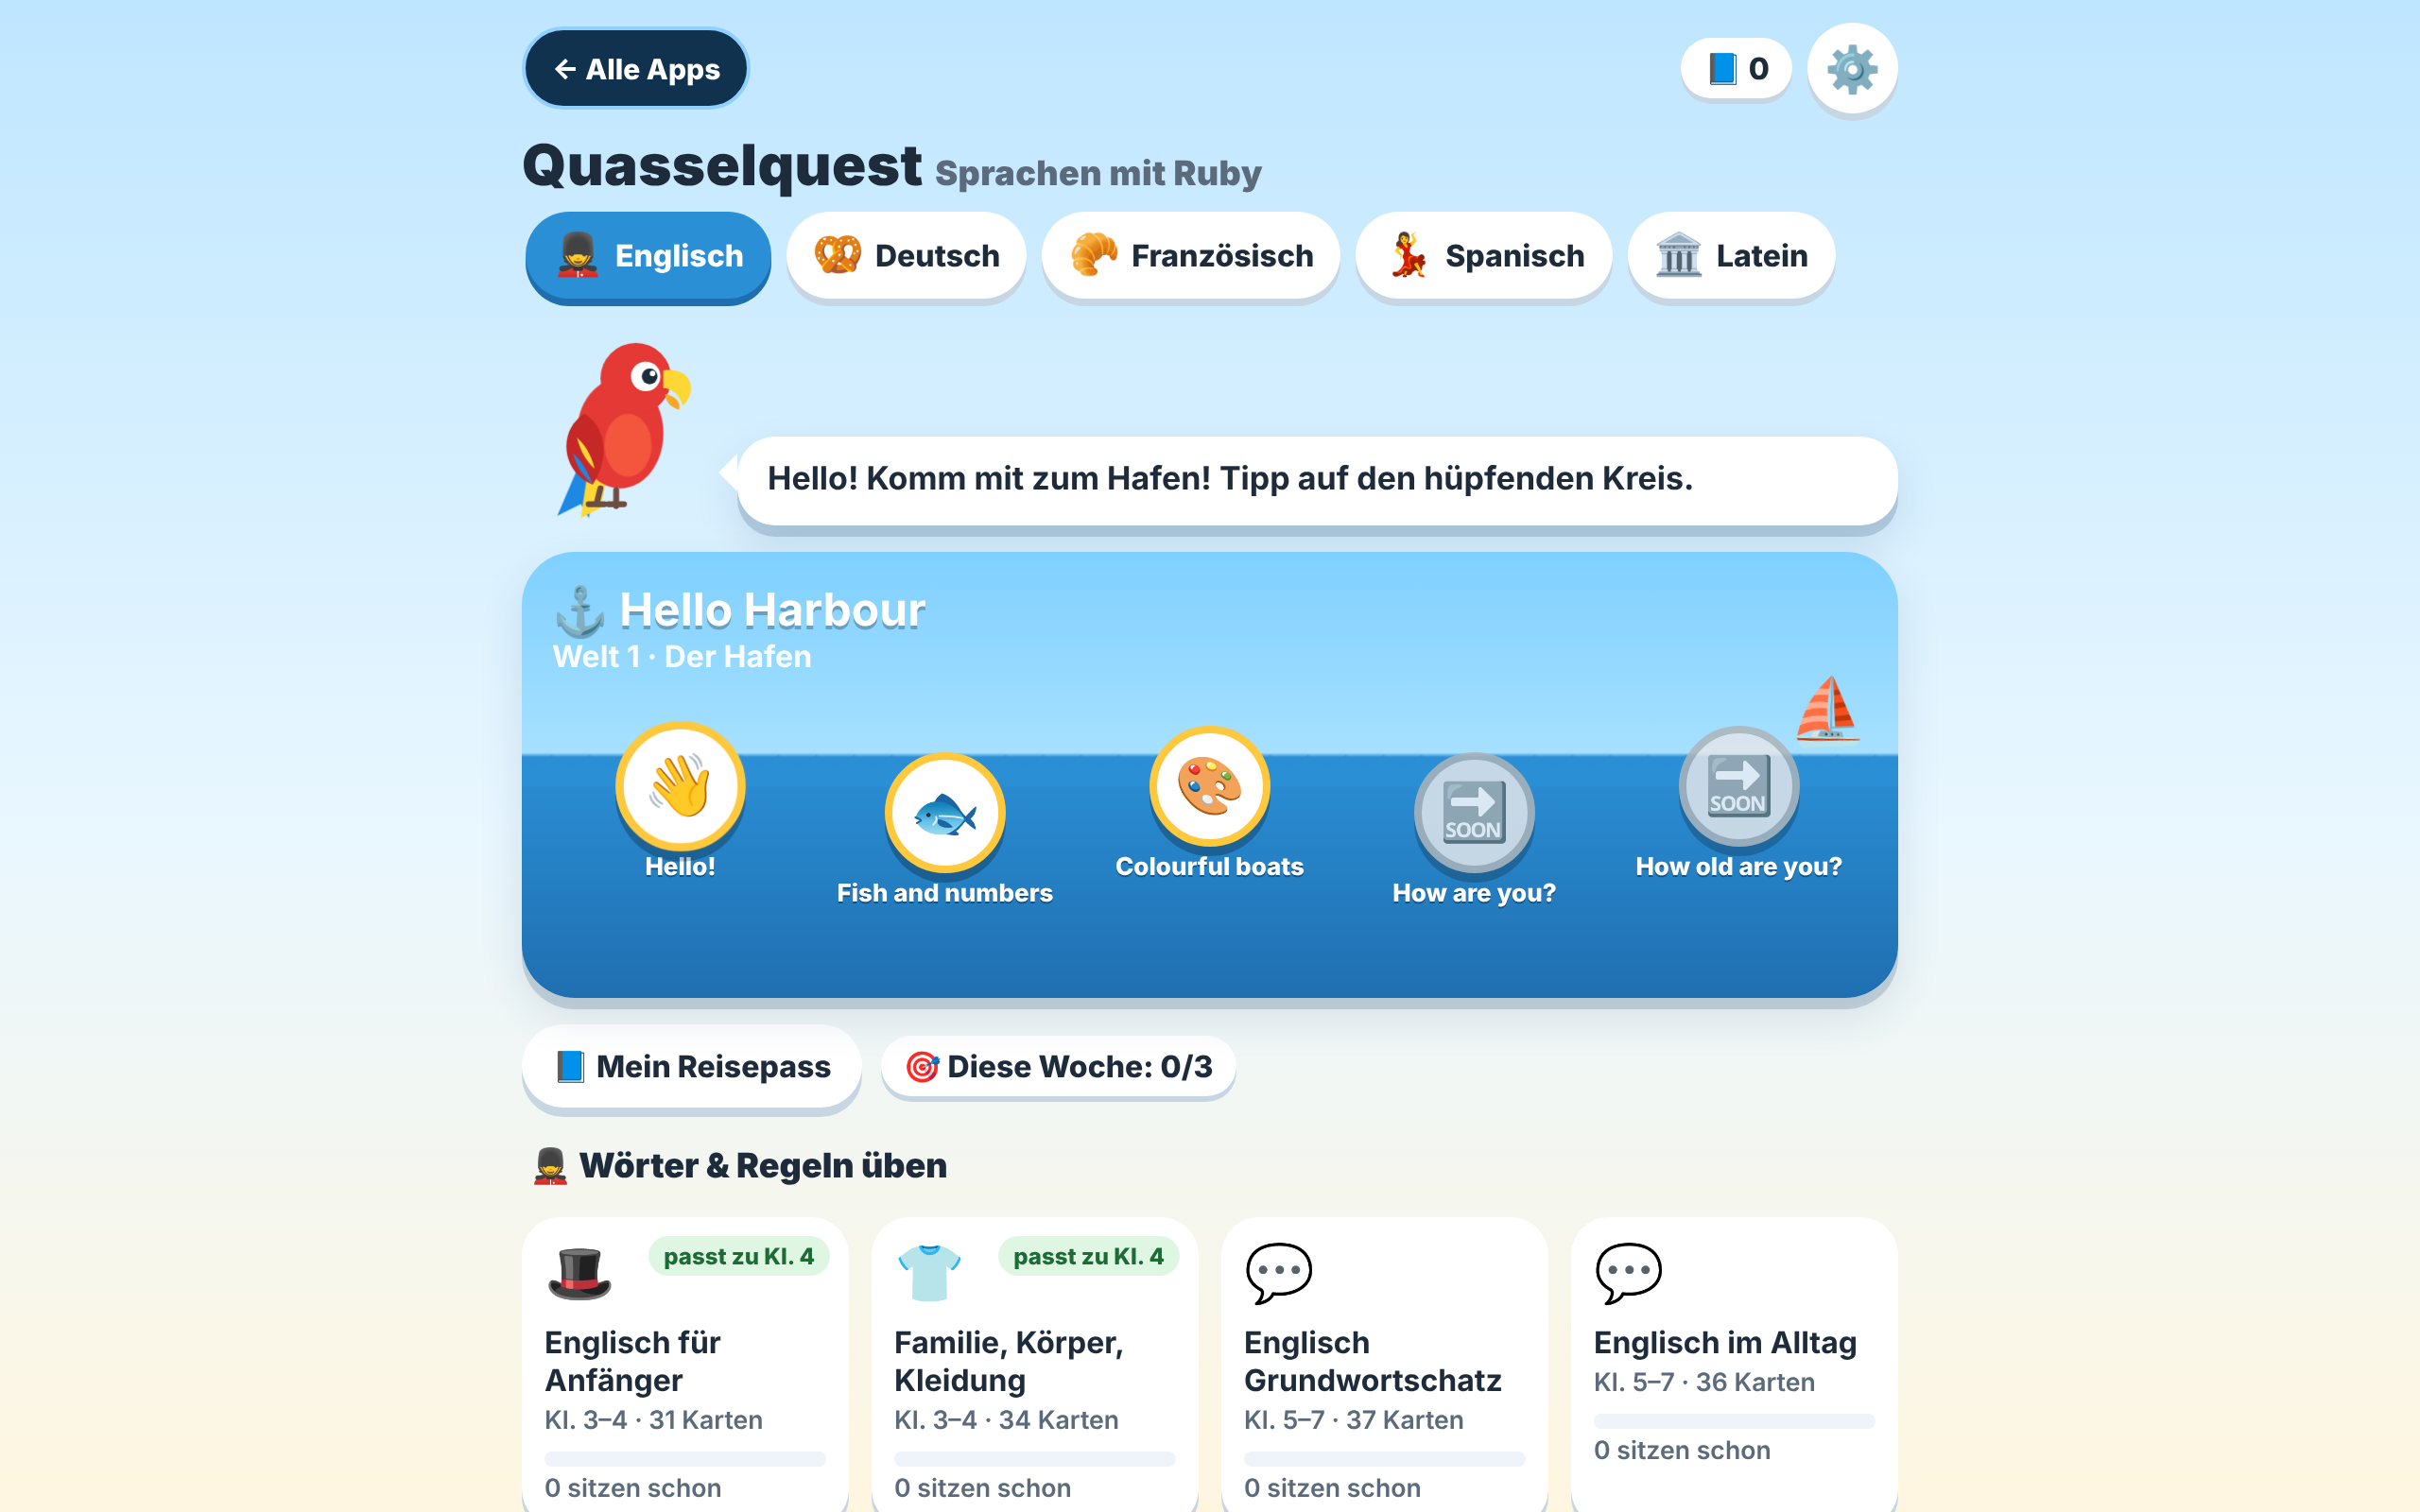 ← Alle Apps
0
Quasselquest Sprachen mit Ruby
Englisch
Deutsch
Französisch
Spanisch
Latein
Hello! Komm mit zum Hafen! Tipp auf den hüpfenden Kreis.
Hello Harbour
Welt 1 · Der Hafen
SOON
SOON
Hello!
Fish and numbers
Colourful boats
How are you?
How old are you?
Mein Reisepass
Diese Woche: 0/3
Wörter & Regeln üben
passt zu Kl. 4
Englisch für
Anfänger
Kl. 3–4 · 31 Karten
0 sitzen schon
passt zu Kl. 4
Familie, Körper,
Kleidung
Kl. 3–4 · 34 Karten
0 sitzen schon
Englisch
Grundwortschatz
Kl. 5–7 · 37 Karten
0 sitzen schon
Englisch im Alltag
Kl. 5–7 · 36 Karten
0 sitzen schon